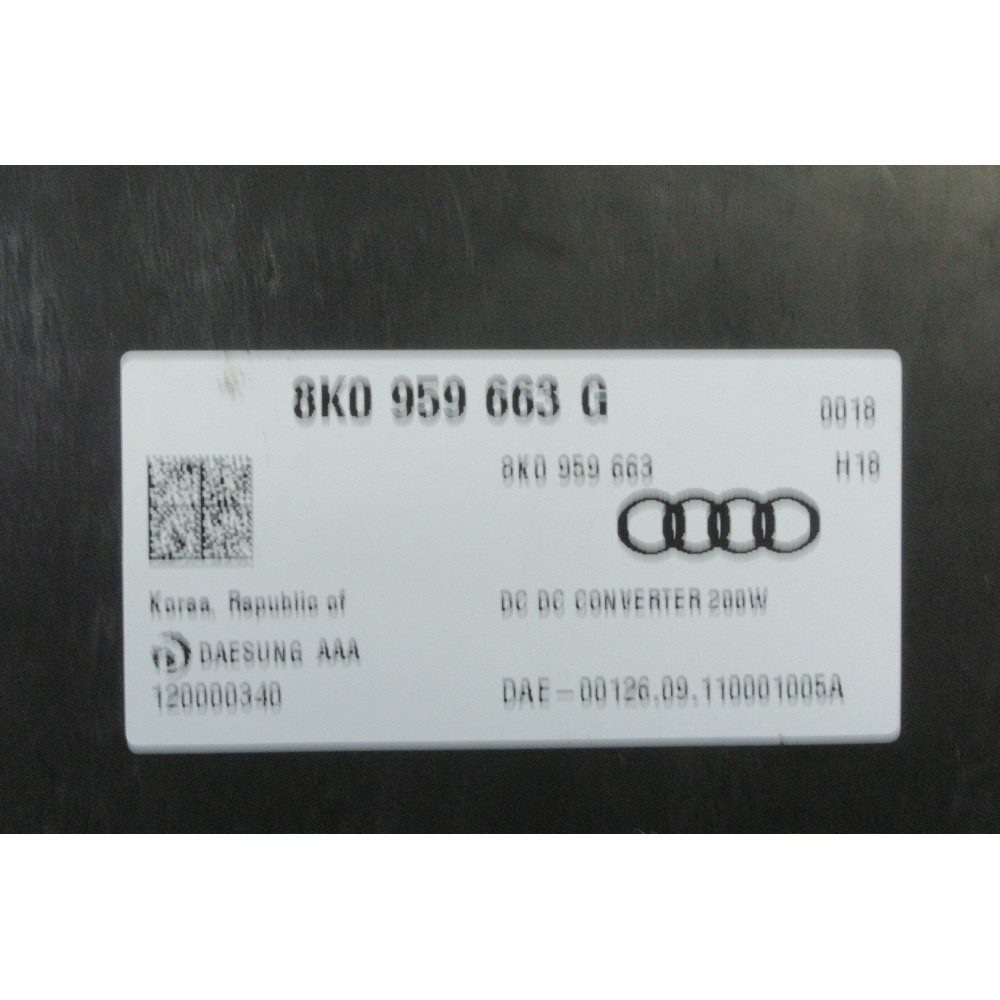 8K0 959 663 G
0018
8K0 959 663
H18
Korea, Republic of
DC DC CONVERTER 200W
DAESUNG AAA
120000340
DAE-00126.09.110001005A